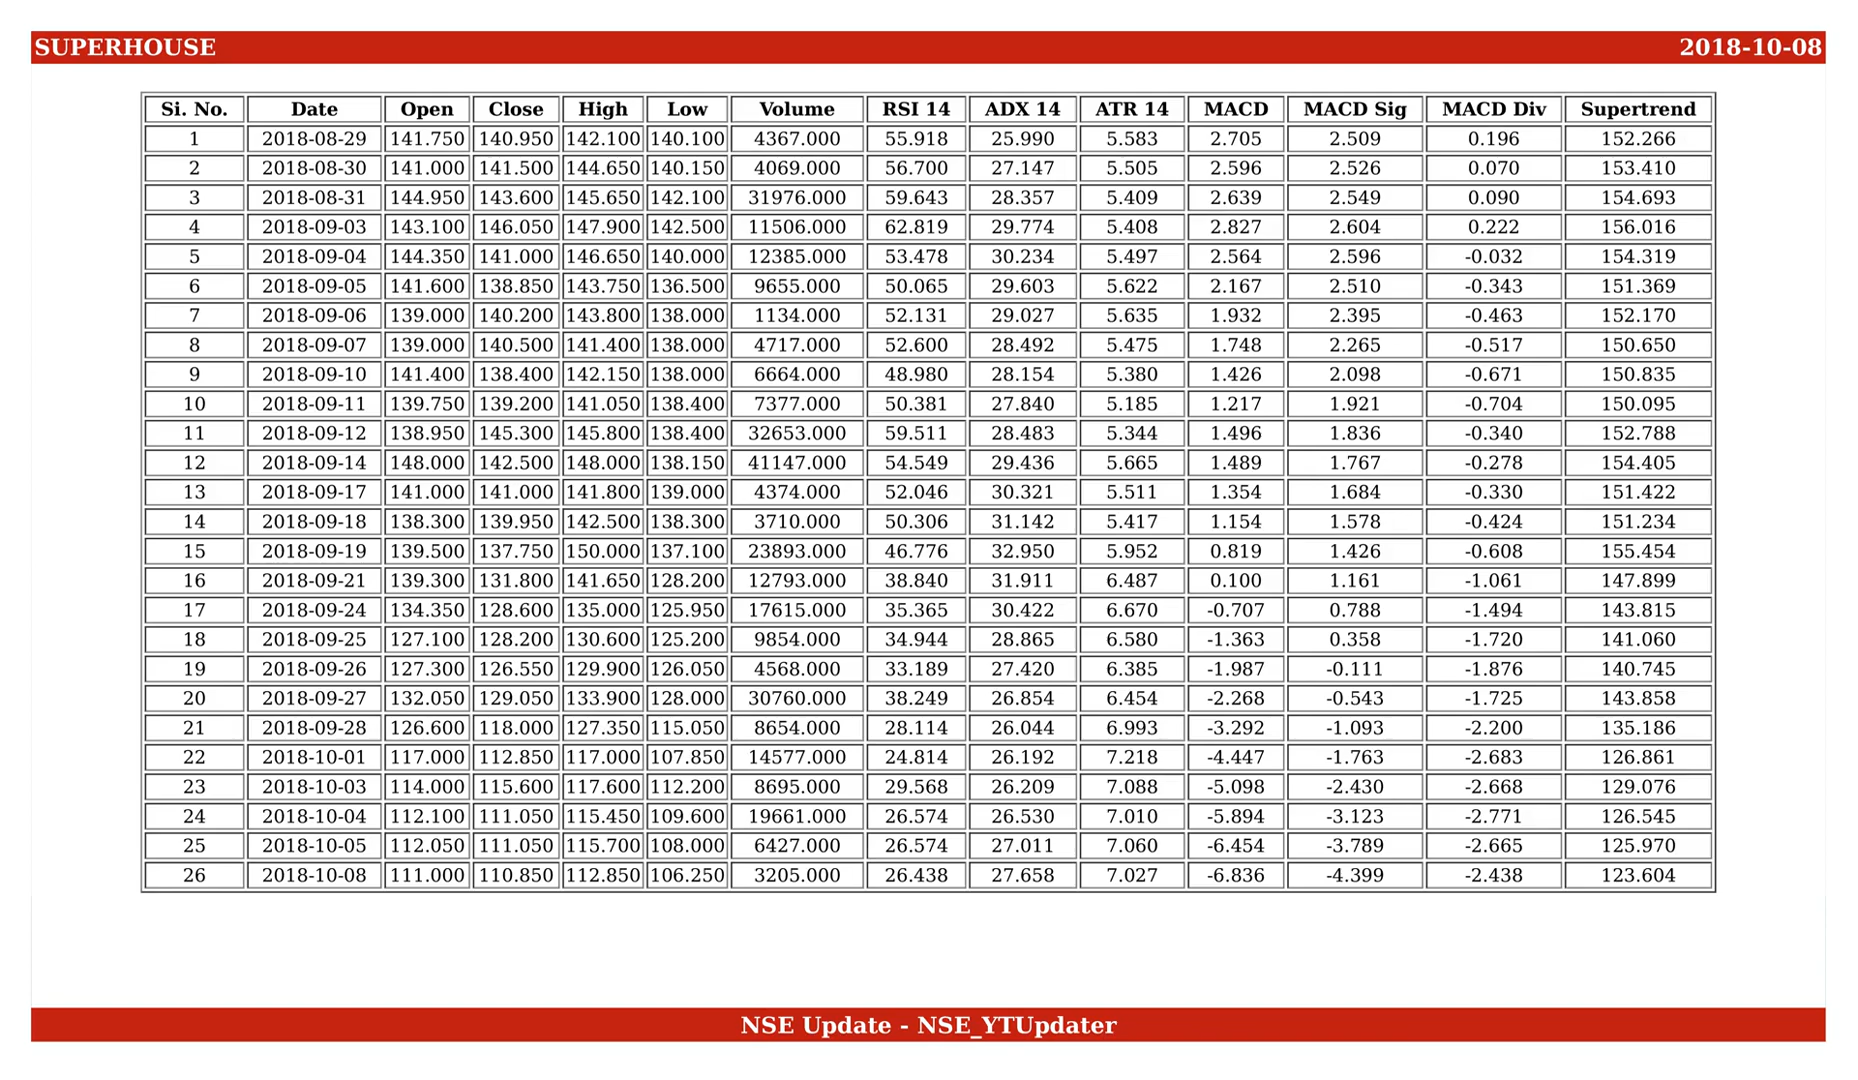 SUPERHOUSE 2018-10-08
Si. No. Date Open Close High Low Volume RSI 14 ADX 14 ATR 14 MACD MACD Sig MACD Div Supertrend
1 2018-08-29 141.750 140.950 142.100 140.100 4367.000 55.918 25.990 5.583 2.705 2.509 0.196 152.266
2 2018-08-30 141.000 141.500 144.650 140.150 4069.000 56.700 27.147 5.505 2.596 2.526 0.070 153.410
3 2018-08-31 144.950 143.600 145.650 142.100 31976.000 59.643 28.357 5.409 2.639 2.549 0.090 154.693
4 2018-09-03 143.100 146.050 147.900 142.500 11506.000 62.819 29.774 5.408 2.827 2.604 0.222 156.016
5 2018-09-04 144.350 141.000 146.650 140.000 12385.000 53.478 30.234 5.497 2.564 2.596 -0.032 154.319
6 2018-09-05 141.600 138.850 143.750 136.500 9655.000 50.065 29.603 5.622 2.167 2.510 -0.343 151.369
7 2018-09-06 139.000 140.200 143.800 138.000 1134.000 52.131 29.027 5.635 1.932 2.395 -0.463 152.170
8 2018-09-07 139.000 140.500 141.400 138.000 4717.000 52.600 28.492 5.475 1.748 2.265 -0.517 150.650
9 2018-09-10 141.400 138.400 142.150 138.000 6664.000 48.980 28.154 5.380 1.426 2.098 -0.671 150.835
10 2018-09-11 139.750 139.200 141.050 138.400 7377.000 50.381 27.840 5.185 1.217 1.921 -0.704 150.095
11 2018-09-12 138.950 145.300 145.800 138.400 32653.000 59.511 28.483 5.344 1.496 1.836 -0.340 152.788
12 2018-09-14 148.000 142.500 148.000 138.150 41147.000 54.549 29.436 5.665 1.489 1.767 -0.278 154.405
13 2018-09-17 141.000 141.000 141.800 139.000 4374.000 52.046 30.321 5.511 1.354 1.684 -0.330 151.422
14 2018-09-18 138.300 139.950 142.500 138.300 3710.000 50.306 31.142 5.417 1.154 1.578 -0.424 151.234
15 2018-09-19 139.500 137.750 150.000 137.100 23893.000 46.776 32.950 5.952 0.819 1.426 -0.608 155.454
16 2018-09-21 139.300 131.800 141.650 128.200 12793.000 38.840 31.911 6.487 0.100 1.161 -1.061 147.899
17 2018-09-24 134.350 128.600 135.000 125.950 17615.000 35.365 30.422 6.670 -0.707 0.788 -1.494 143.815
18 2018-09-25 127.100 128.200 130.600 125.200 9854.000 34.944 28.865 6.580 -1.363 0.358 -1.720 141.060
19 2018-09-26 127.300 126.550 129.900 126.050 4568.000 33.189 27.420 6.385 -1.987 -0.111 -1.876 140.745
20 2018-09-27 132.050 129.050 133.900 128.000 30760.000 38.249 26.854 6.454 -2.268 -0.543 -1.725 143.858
21 2018-09-28 126.600 118.000 127.350 115.050 8654.000 28.114 26.044 6.993 -3.292 -1.093 -2.200 135.186
22 2018-10-01 117.000 112.850 117.000 107.850 14577.000 24.814 26.192 7.218 -4.447 -1.763 -2.683 126.861
23 2018-10-03 114.000 115.600 117.600 112.200 8695.000 29.568 26.209 7.088 -5.098 -2.430 -2.668 129.076
24 2018-10-04 112.100 111.050 115.450 109.600 19661.000 26.574 26.530 7.010 -5.894 -3.123 -2.771 126.545
25 2018-10-05 112.050 111.050 115.700 108.000 6427.000 26.574 27.011 7.060 -6.454 -3.789 -2.665 125.970
26 2018-10-08 111.000 110.850 112.850 106.250 3205.000 26.438 27.658 7.027 -6.836 -4.399 -2.438 123.604
NSE Update - NSE_YTUpdater